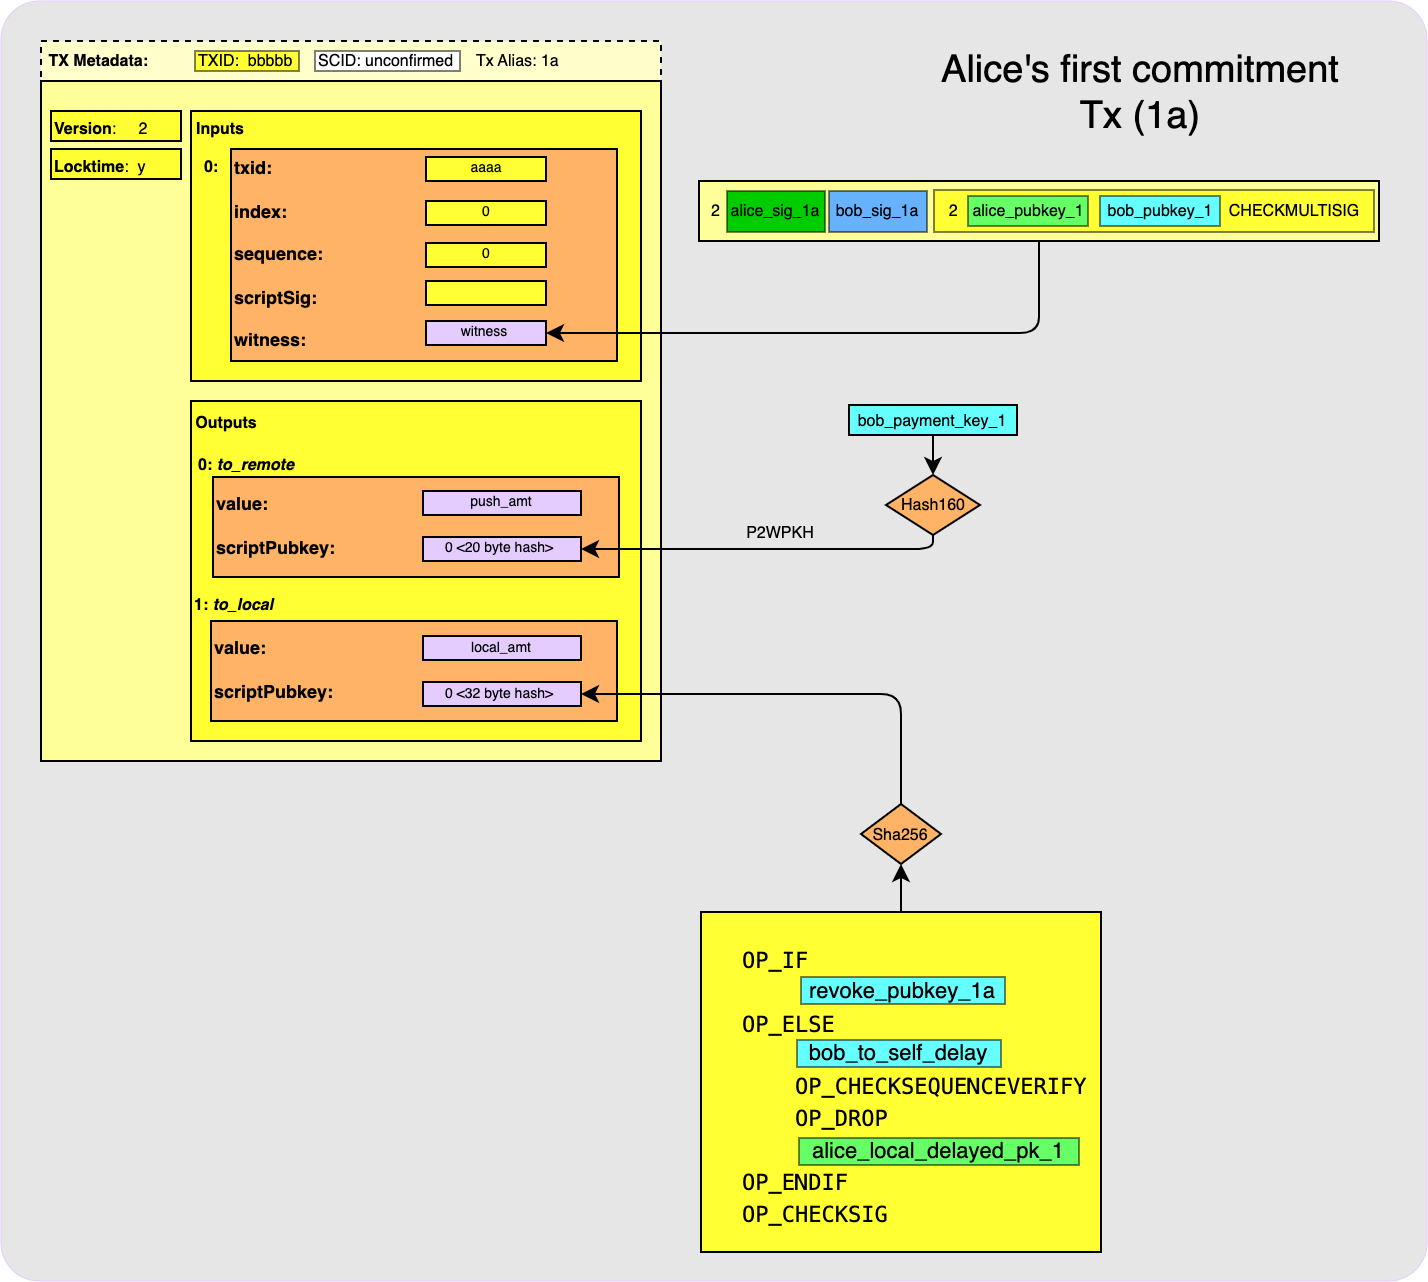 TX Metadata: TXID: bbbbb SCID: unconfirmed Tx Alias: 1a
Alice's first commitment
Tx (1a)
Version: 2
Locktime: y
Inputs
0: txid: aaaa
index: 0
sequence: 0
scriptSig:
witness: witness
2 alice_sig_1a bob_sig_1a 2 alice_pubkey_1 bob_pubkey_1 CHECKMULTISIG
Outputs
0: to_remote
value: push_amt
scriptPubkey: 0 <20 byte hash>
bob_payment_key_1
Hash160
P2WPKH
1: to_local
value: local_amt
scriptPubkey: 0 <32 byte hash>
Sha256
OP_IF
revoke_pubkey_1a
OP_ELSE
bob_to_self_delay
OP_CHECKSEQUENCEVERIFY
OP_DROP
alice_local_delayed_pk_1
OP_ENDIF
OP_CHECKSIG